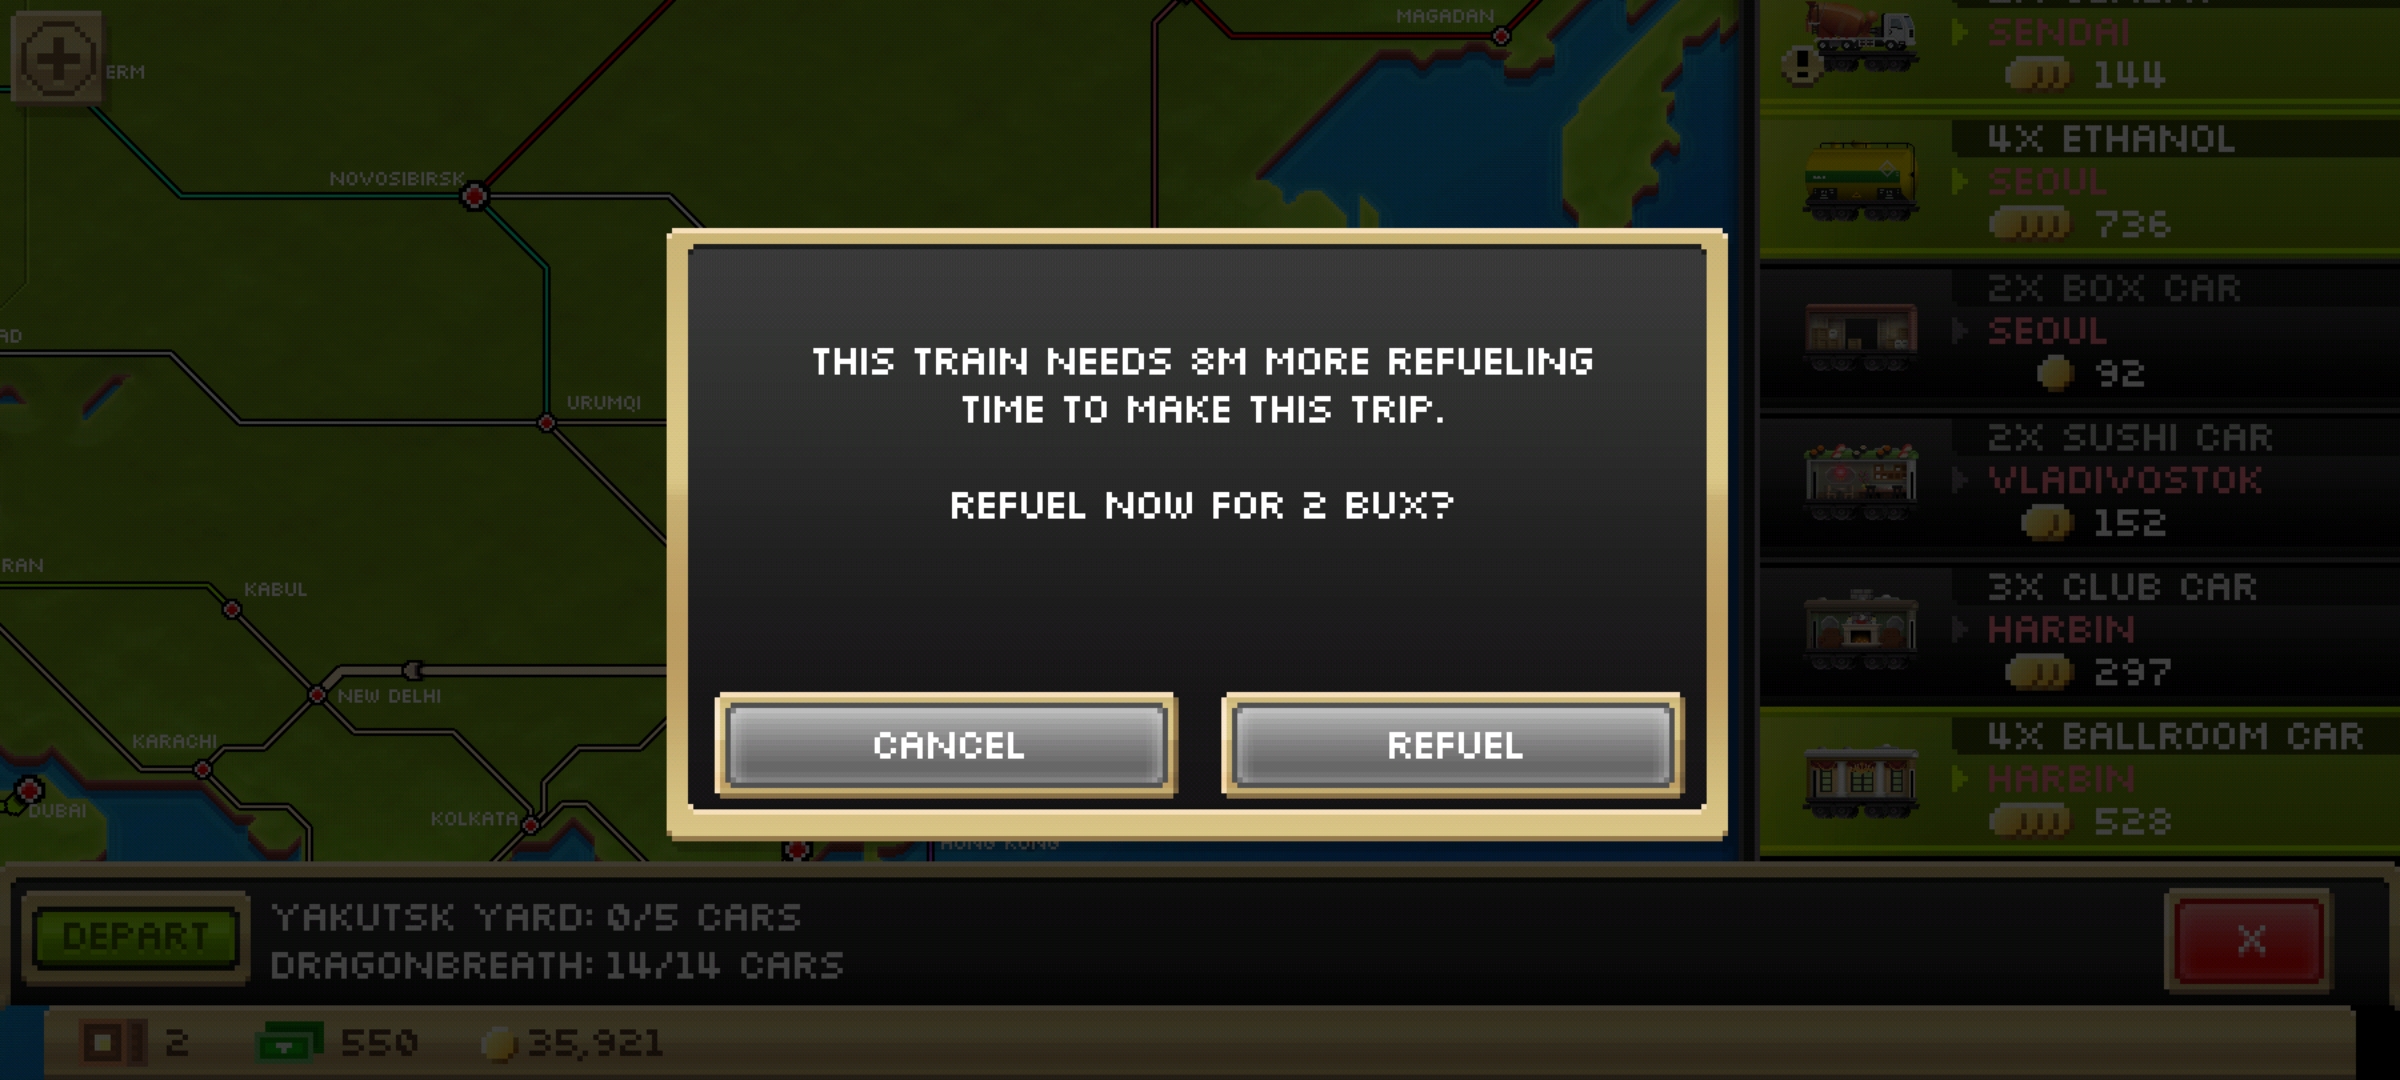 MAGADAN
ERM
NOVOSIBIRSK
AD
URUMQI
RAN
KABUL
NEW DELHI
KARACHI
DUBAI
KOLKATA
HONG KONG
THIS TRAIN NEEDS 8M MORE REFUELING
TIME TO MAKE THIS TRIP.
REFUEL NOW FOR 2 BUX?
CANCEL
REFUEL
SENDAI
144
4X ETHANOL
SEOUL
736
2X BOX CAR
SEOUL
92
2X SUSHI CAR
VLADIVOSTOK
152
3X CLUB CAR
HARBIN
297
4X BALLROOM CAR
HARBIN
528
DEPART
YAKUTSK YARD: 0/5 CARS
DRAGONBREATH: 14/14 CARS
X
2
550
35,921